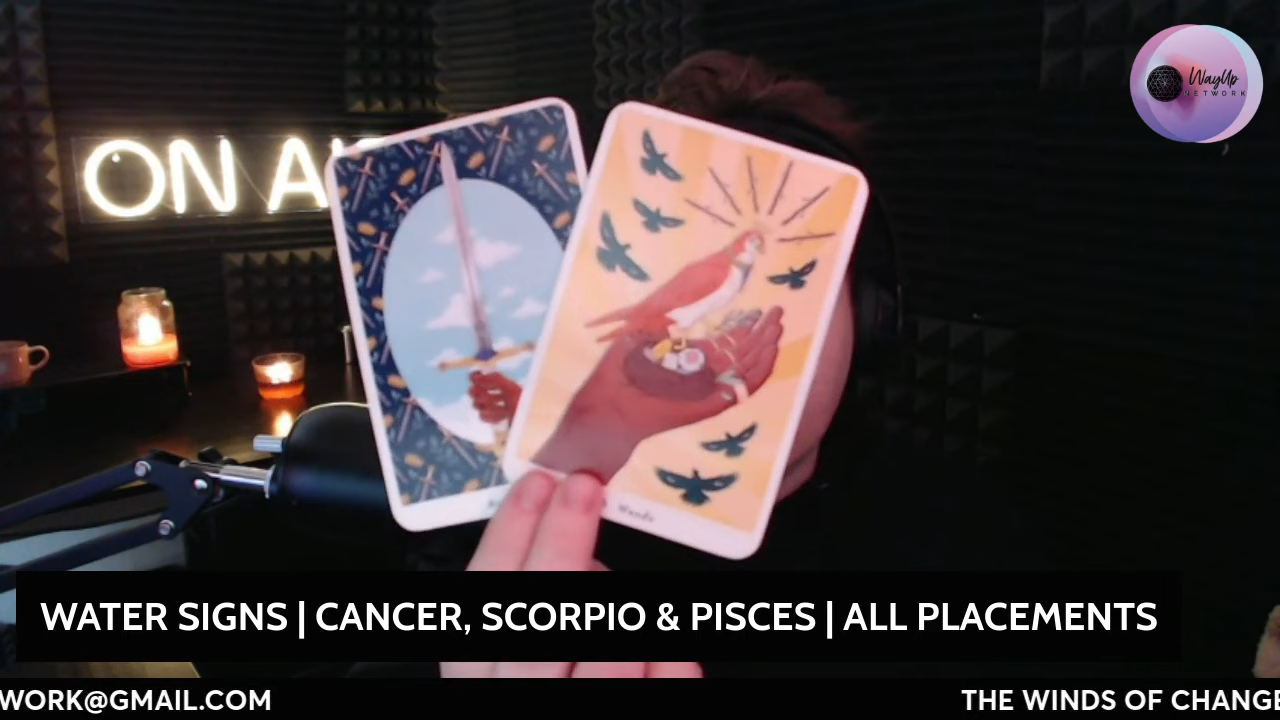 WayUp
NETWORK
ON A
Wands
WATER SIGNS | CANCER, SCORPIO & PISCES | ALL PLACEMENTS
WORK@GMAIL.COM
THE WINDS OF CHANGE